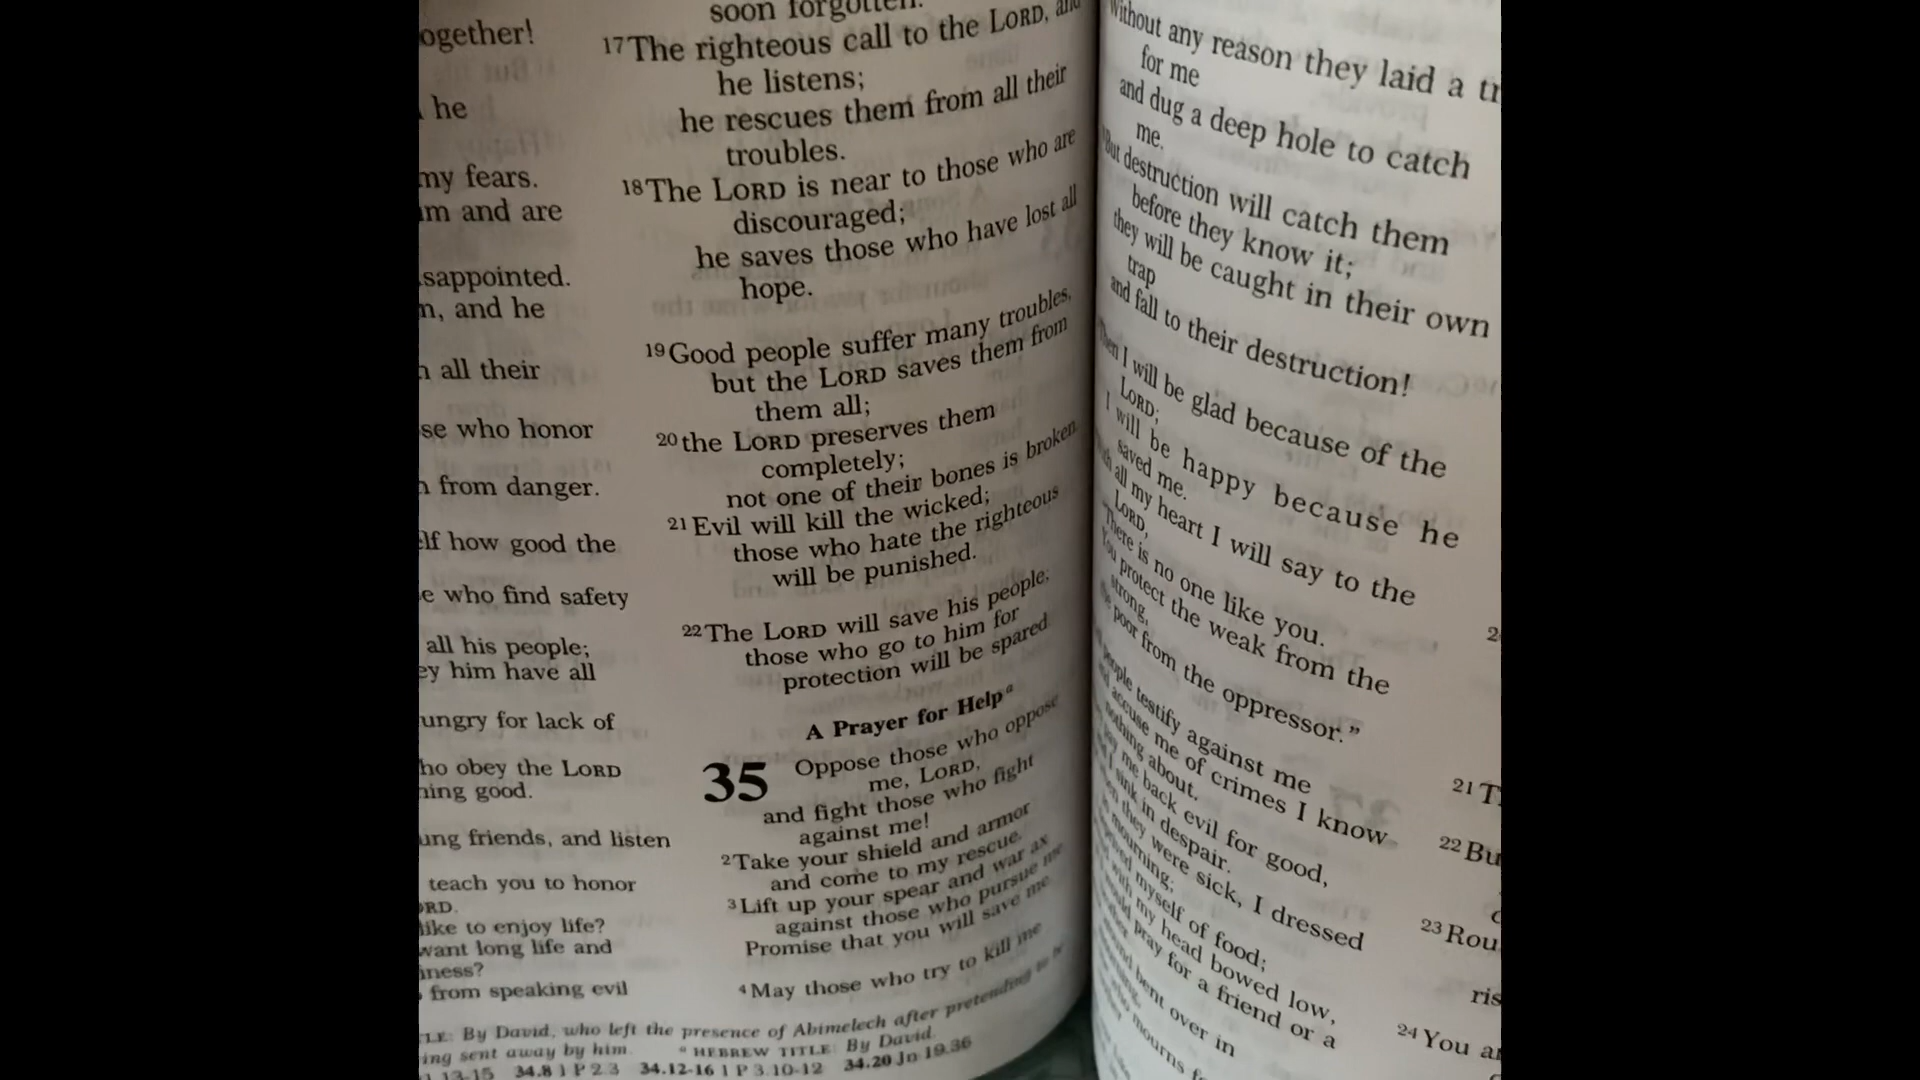 ogether!
he
my fears.
m and are
sappointed.
n, and he
all their
se who honor
from danger.
elf how good the
e who find safety
all his people;
ey him have all
ungry for lack of
ho obey the LORD
hing good.
ung friends, and listen
teach you to honor
ORD.
like to enjoy life?
want long life and
iness?
from speaking evil
soon forgotten.
17 The righteous call to the LORD, and
he listens;
he rescues them from all their
troubles.
18 The LORD is near to those who are
discouraged;
he saves those who have lost all
hope.
19 Good people suffer many troubles,
but the LORD saves them from
them all;
20 the LORD preserves them
completely;
not one of their bones is broken.
21 Evil will kill the wicked;
those who hate the righteous
will be punished.
22 The LORD will save his people;
those who go to him for
protection will be spared
A Prayer for Help
35 Oppose those who oppose
me, LORD,
and fight those who fight
against me!
2 Take your shield and armor
and come to my rescue.
3 Lift up your spear and war ax
against those who pursue me
Promise that you will save me
4 May those who try to kill me
TLE: By David, who left the presence of Abimelech after pretending to be
ing sent away by him. HEBREW TITLE: By David.
13-15 34.8 1 P 2.3 34.12-16 1 P 3.10-12 34.20 Jn 19.36
Without any reason they laid a tr
for me
and dug a deep hole to catch
me.
But destruction will catch them
before they know it;
they will be caught in their own
trap
and fall to their destruction!
Then I will be glad because of the
LORD;
I will be happy because he
saved me.
With all my heart I will say to the
LORD,
"There is no one like you.
You protect the weak from the
strong,
the poor from the oppressor."
people testify against me
and accuse me of crimes I know
nothing about.
pay me back evil for good,
and I sink in despair.
when they were sick, I dressed
in mourning;
myself of food;
with my head bowed low,
pray for a friend or a
bent over in
mourns
21 T
22 Bu
23 Rou
ris
24 You a